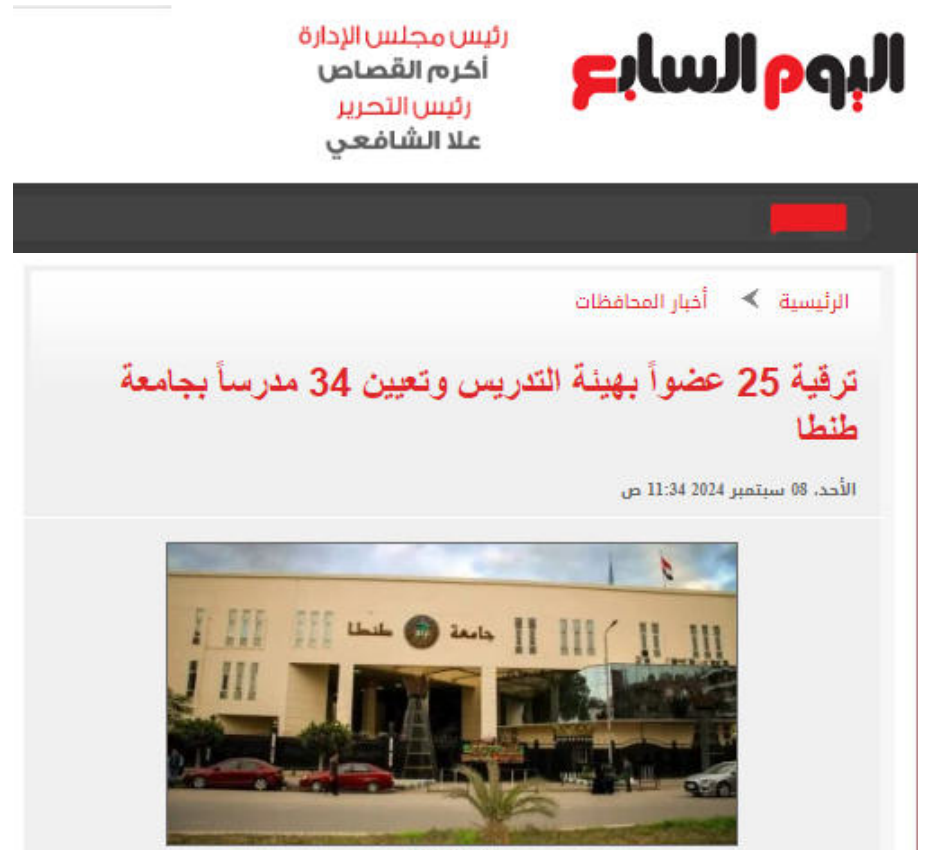 اليوم السابع
رئيس مجلس الإدارة
أكرم القصاص
رئيس التحرير
علا الشافعي
الرئيسية
أخبار المحافظات
ترقية 25 عضواً بهيئة التدريس وتعيين 34 مدرساً بجامعة
طنطا
الأحد، 08 سبتمبر 2024 11:34 ص
جامعة طنطا